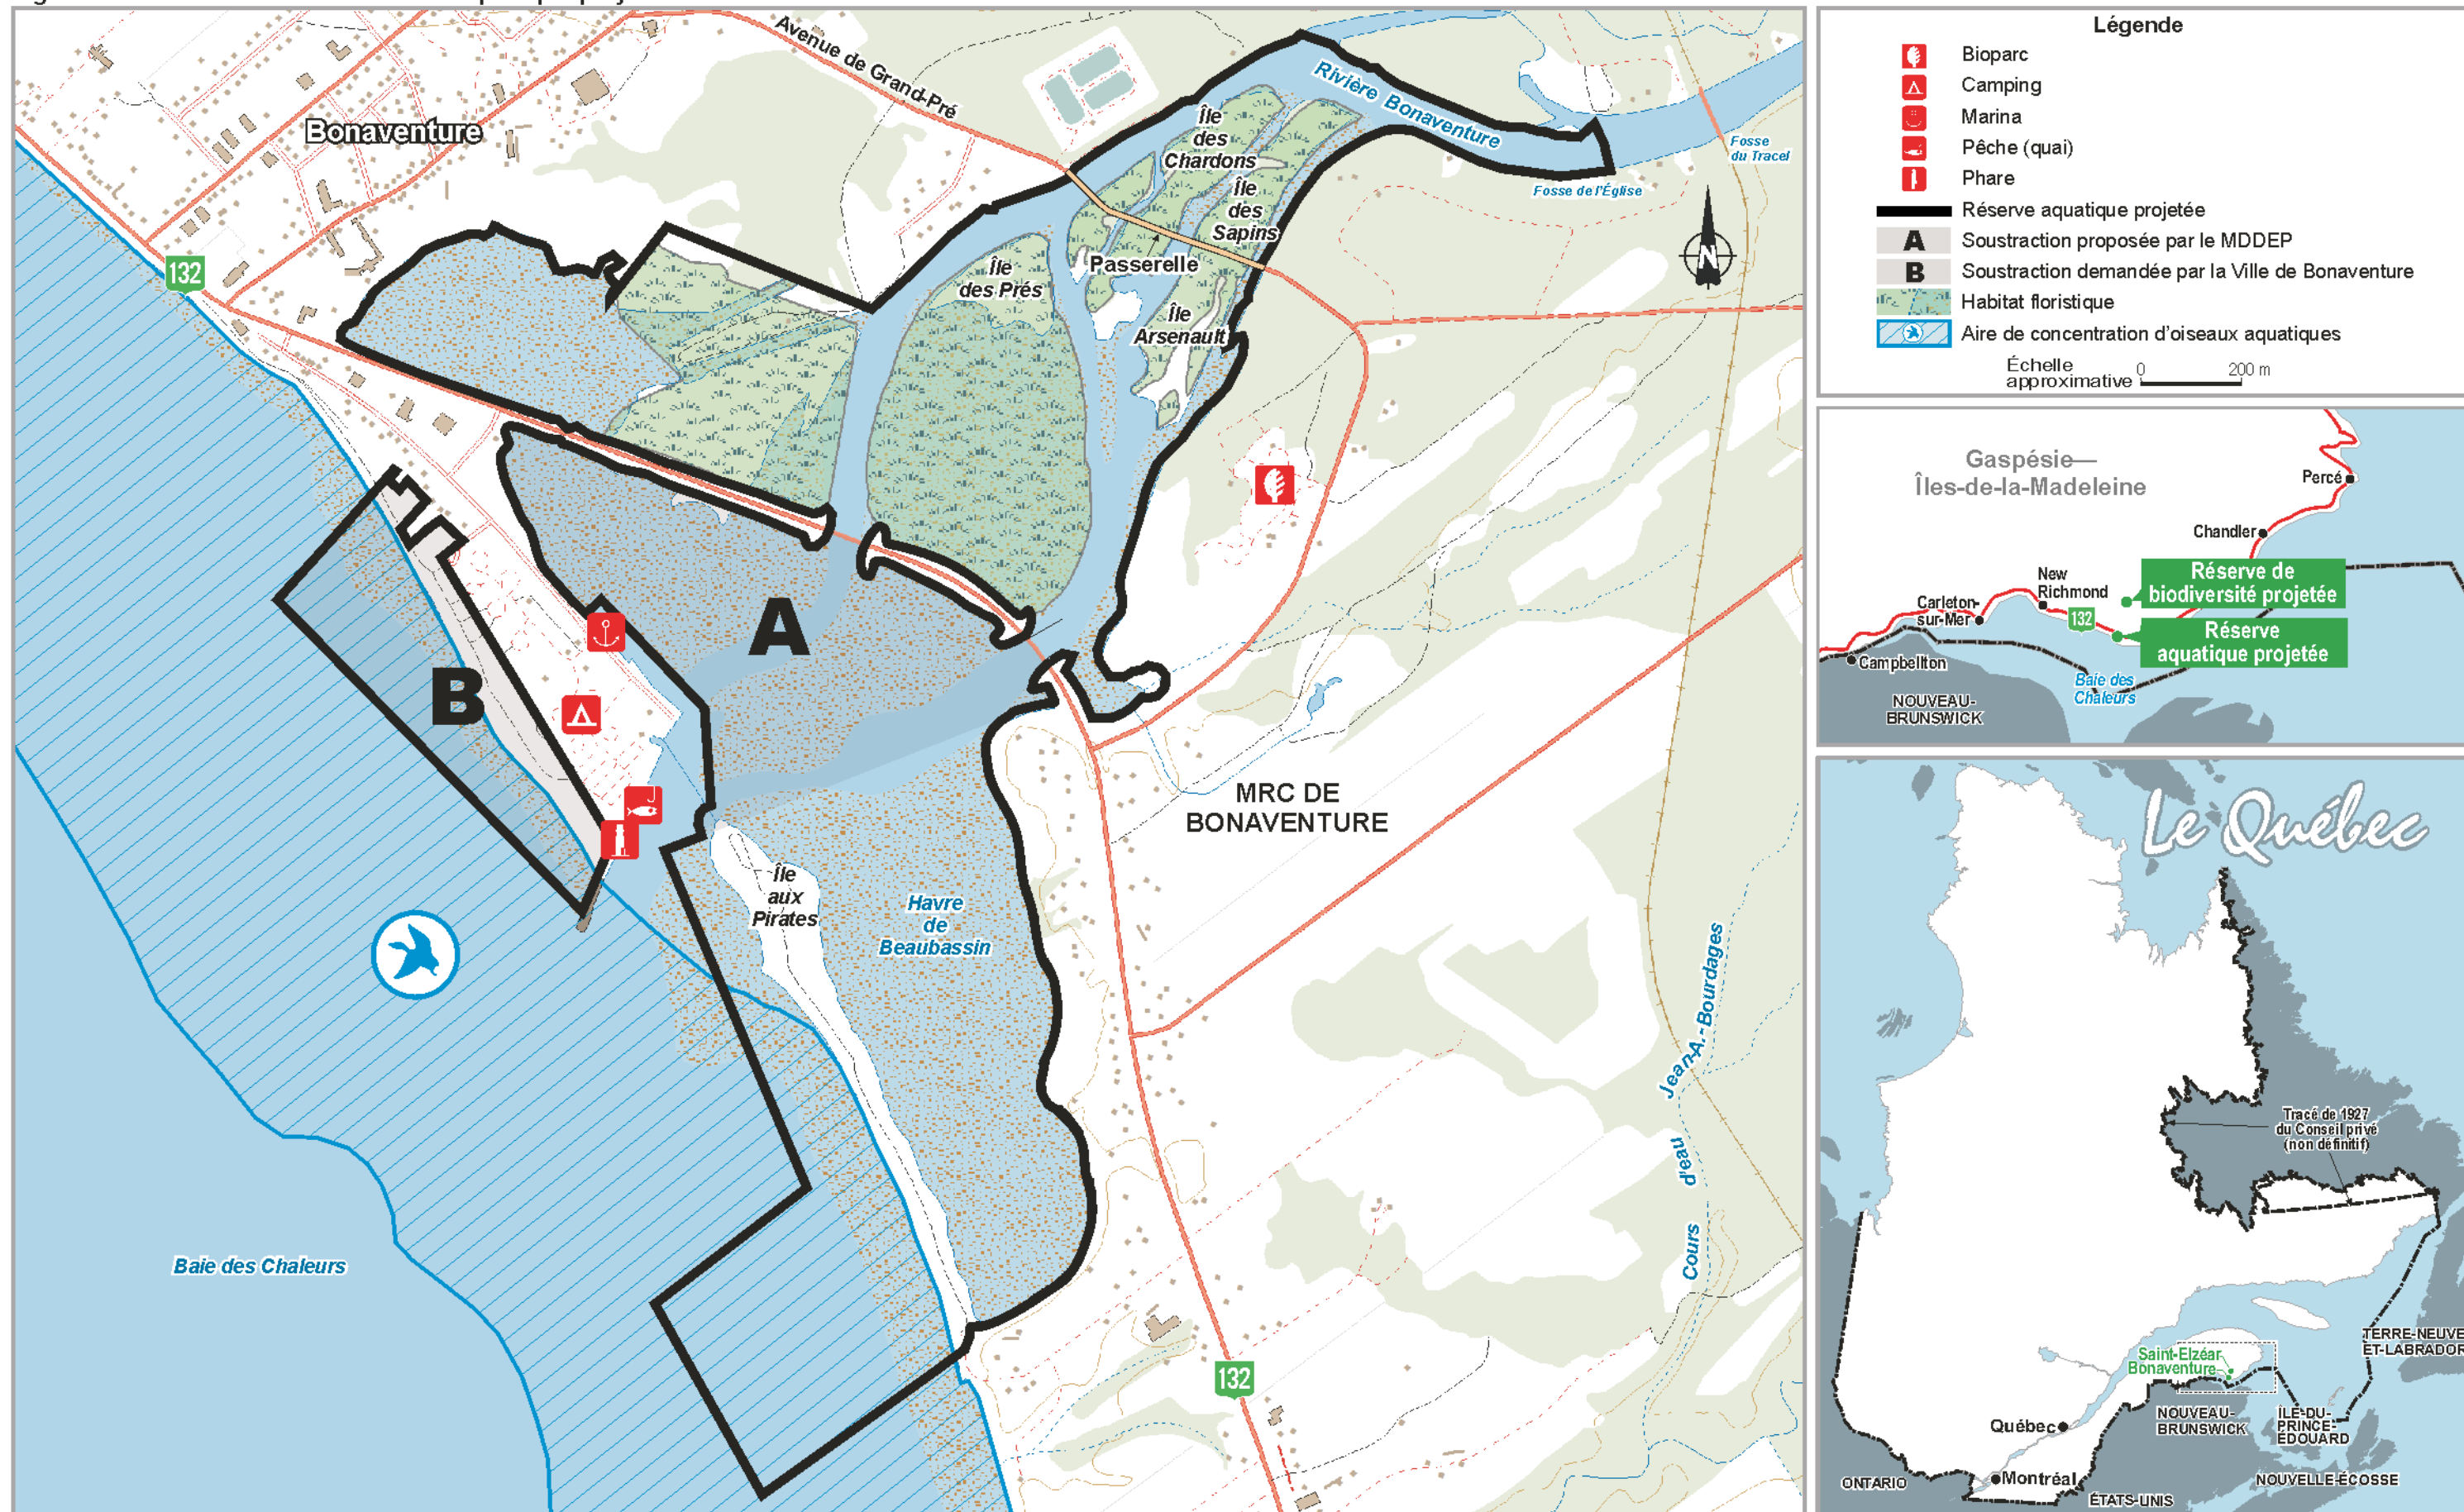 Avenue de Grand-Pré
Bonaventure
132
Rivière Bonaventure
Île
des
Chardons
Île
des
Sapins
Passerelle
Île
des Prés
Île
Arsenault
Fosse
du Tracel
Fosse de l'Église
N
A
B
MRC DE
BONAVENTURE
Île
aux
Pirates
Havre
de
Beaubassin
Baie des Chaleurs
Cours d'eau Jean-A.-Bourdages
132
Légende
Bioparc
Camping
Marina
Pêche (quai)
Phare
Réserve aquatique projetée
A Soustraction proposée par le MDDEP
B Soustraction demandée par la Ville de Bonaventure
Habitat floristique
Aire de concentration d'oiseaux aquatiques
Échelle
approximative
0 200 m
Gaspésie—
Îles-de-la-Madeleine
Percé
Chandler
New
Richmond
Carleton-
sur-Mer
132
Réserve de
biodiversité projetée
Réserve
aquatique projetée
Campbellton
Baie des
Chaleurs
NOUVEAU-
BRUNSWICK
Le Québec
Tracé de 1927
du Conseil privé
(non définitif)
TERRE-NEUVE
ET-LABRADOR
Saint-Elzéar
Bonaventure
Québec
NOUVEAU-
BRUNSWICK
ÎLE-DU-
PRINCE-
ÉDOUARD
Montréal
ONTARIO
ÉTATS-UNIS
NOUVELLE-ÉCOSSE